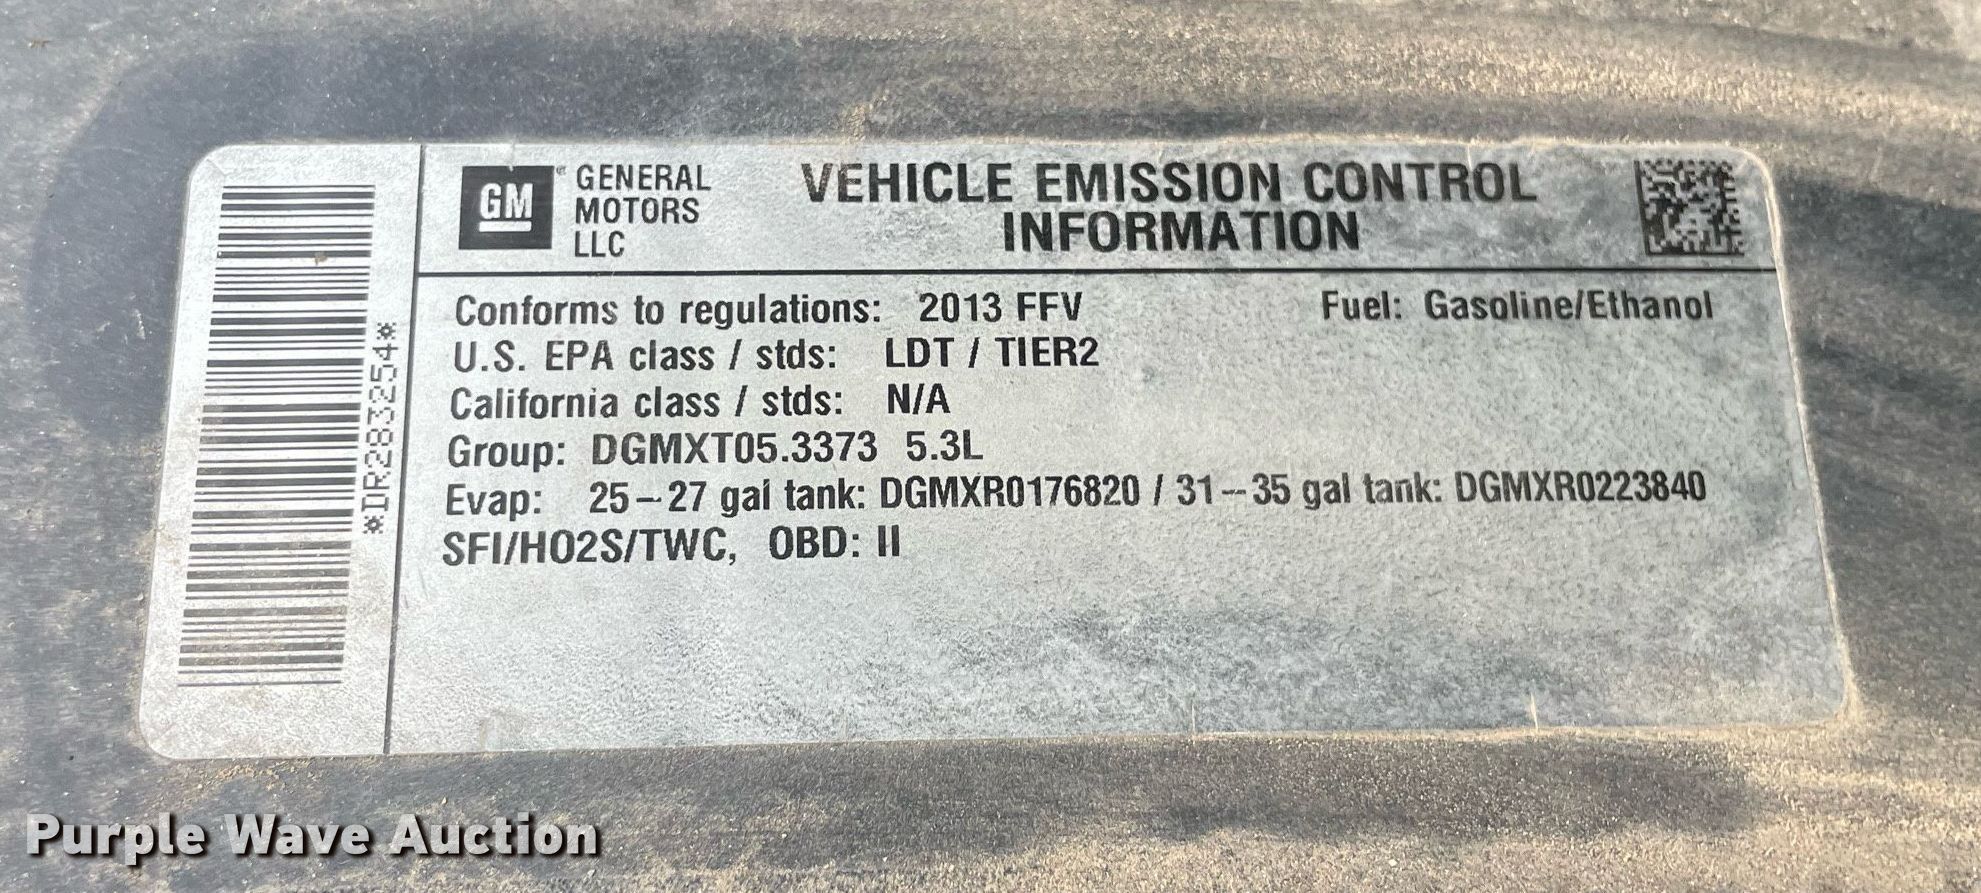 GM
GENERAL
MOTORS
LLC
VEHICLE EMISSION CONTROL
INFORMATION
*DR283254*
Conforms to regulations: 2013 FFV Fuel: Gasoline/Ethanol
U.S. EPA class / stds: LDT / TIER2
California class / stds: N/A
Group: DGMXT05.3373 5.3L
Evap: 25–27 gal tank: DGMXR0176820 / 31–35 gal tank: DGMXR0223840
SFI/HO2S/TWC, OBD: II
Purple Wave Auction